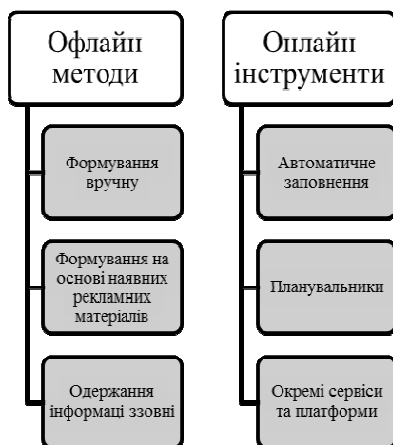 Офлайн
методи
Формування
вручну
Формування на
основі наявних
рекламних
матеріалів
Одержання
інформаці ззовні
Онлайн
інструменти
Автоматичне
заповнення
Планувальники
Окремі сервіси
та платформи